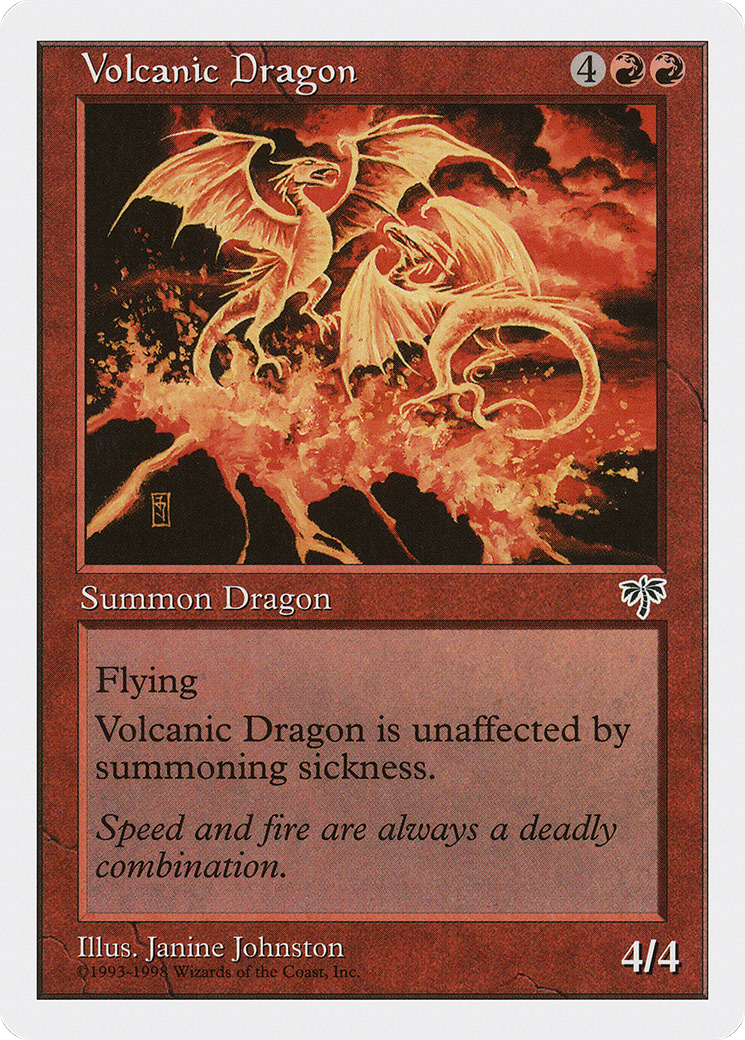 Volcanic Dragon 4
Summon Dragon
Flying
Volcanic Dragon is unaffected by
summoning sickness.
Speed and fire are always a deadly
combination.
Illus. Janine Johnston
©1993-1998 Wizards of the Coast, Inc.
4/4